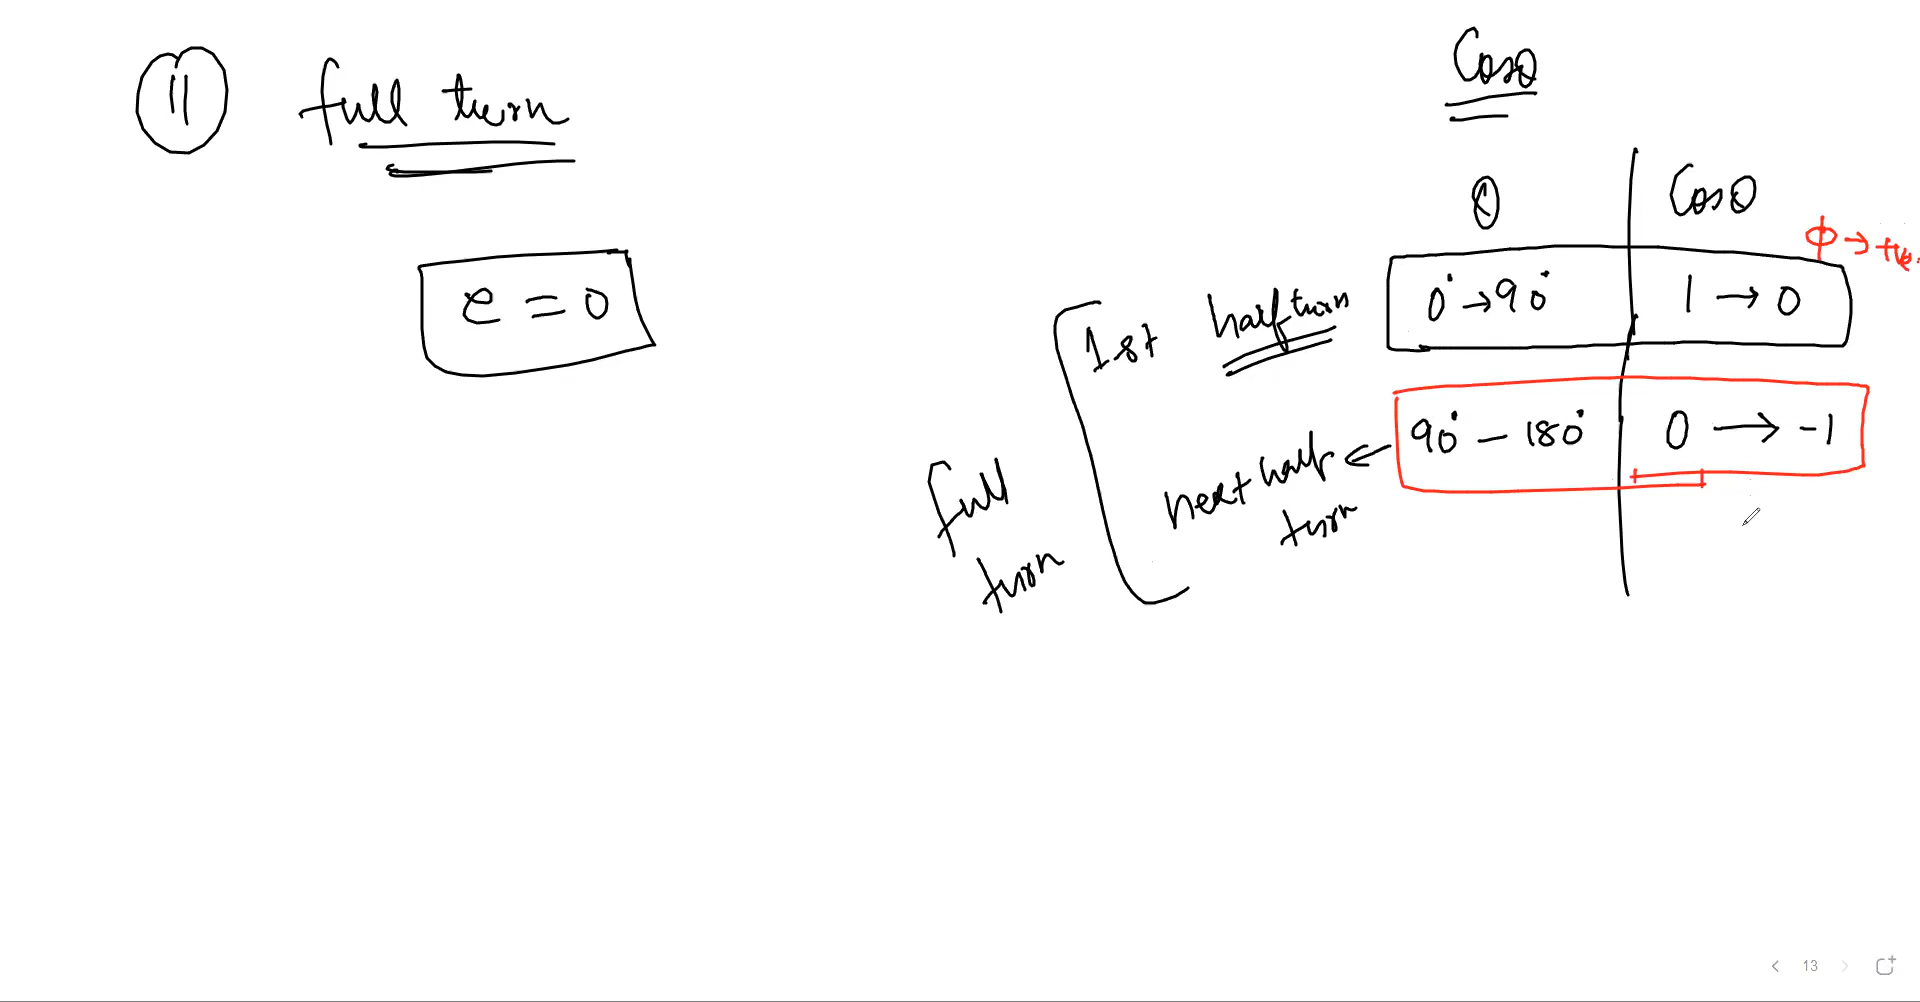 11 full turn
e = 0
Cosθ
θ Cosθ
ϕ → +ve.
1st half turn 0° → 90° 1 → 0
next half turn ← 90° – 180° 0 → -1
full
turn
13